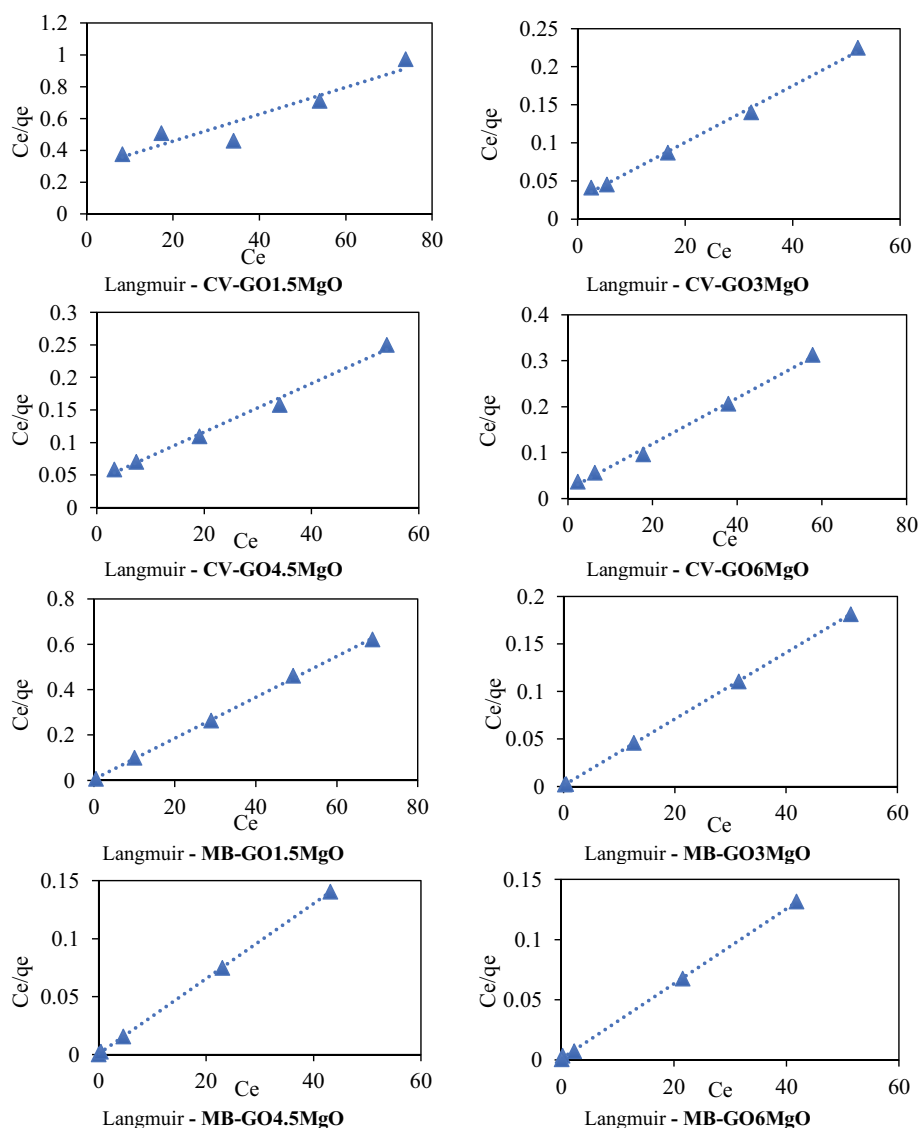 Ce/qe
1.2
1
0.8
0.6
0.4
0.2
0
0 20 40 60 80
Ce
Langmuir - CV-GO1.5MgO
Ce/qe
0.25
0.2
0.15
0.1
0.05
0
0 20 40 60
Ce
Langmuir - CV-GO3MgO
Ce/qe
0.3
0.25
0.2
0.15
0.1
0.05
0
0 20 40 60
Ce
Langmuir - CV-GO4.5MgO
Ce/qe
0.4
0.3
0.2
0.1
0
0 20 40 60 80
Ce
Langmuir - CV-GO6MgO
Ce/qe
0.8
0.6
0.4
0.2
0
0 20 40 60 80
Ce
Langmuir - MB-GO1.5MgO
Ce/qe
0.2
0.15
0.1
0.05
0
0 20 40 60
Ce
Langmuir - MB-GO3MgO
Ce/qe
0.15
0.1
0.05
0
0 20 40 60
Ce
Langmuir - MB-GO4.5MgO
Ce/qe
0.15
0.1
0.05
0
0 20 40 60
Ce
Langmuir - MB-GO6MgO